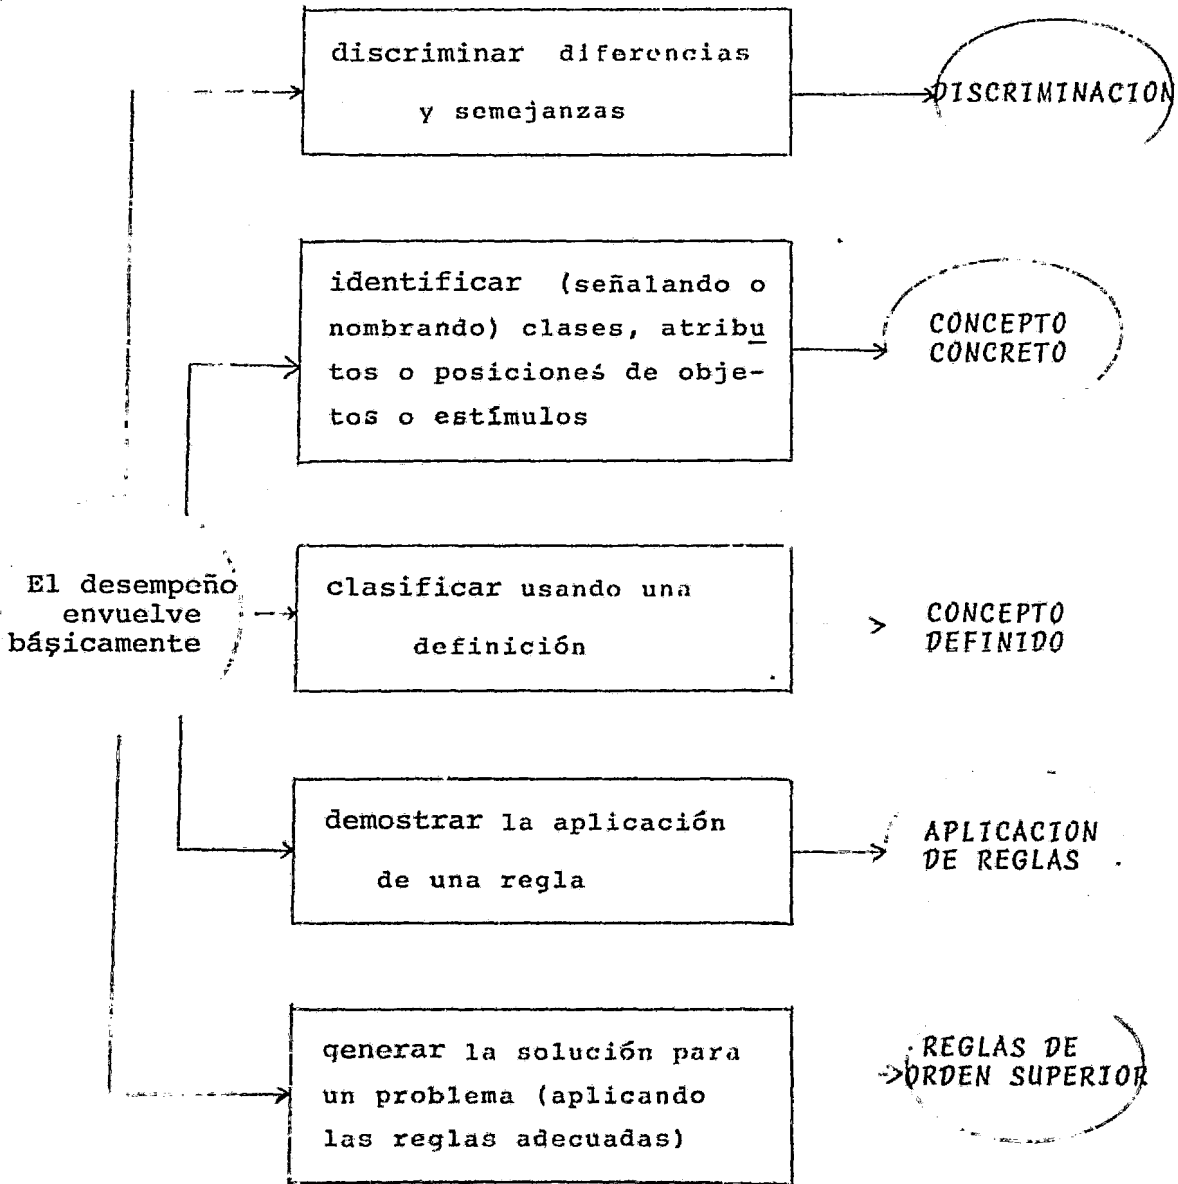 discriminar diferencias
y semejanzas
DISCRIMINACION
identificar (señalando o
nombrando) clases, atribu
tos o posiciones de obje-
tos o estímulos
CONCEPTO
CONCRETO
El desempeño
envuelve
básicamente
clasificar usando una
definición
CONCEPTO
DEFINIDO
demostrar la aplicación
de una regla
APLICACION
DE REGLAS
generar la solución para
un problema (aplicando
las reglas adecuadas)
REGLAS DE
ORDEN SUPERIOR